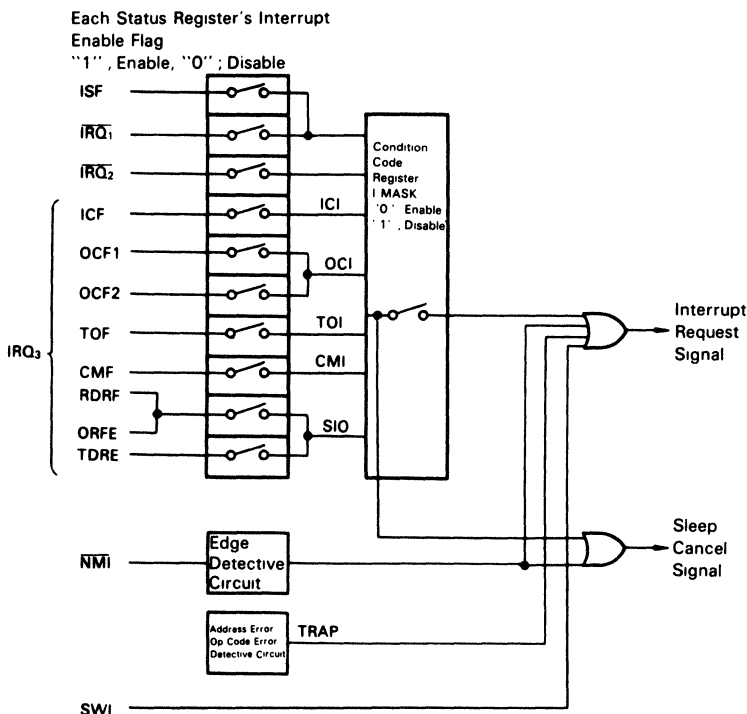 Each Status Register's Interrupt
Enable Flag
``1'' , Enable, ``0'' ; Disable
ISF
IRQ1
IRQ2
ICF
ICI
OCF1
OCI
OCF2
TOF
TOI
IRQ3
CMF
CMI
RDRF
ORFE
SIO
TDRE
Condition
Code
Register
I MASK
`0 ' Enable
' 1' , Disable
Interrupt
Request
Signal
Sleep
Cancel
Signal
NMI
Edge
Detective
Circuit
Address Error
Op Code Error
Detective Circuit
TRAP
SWI